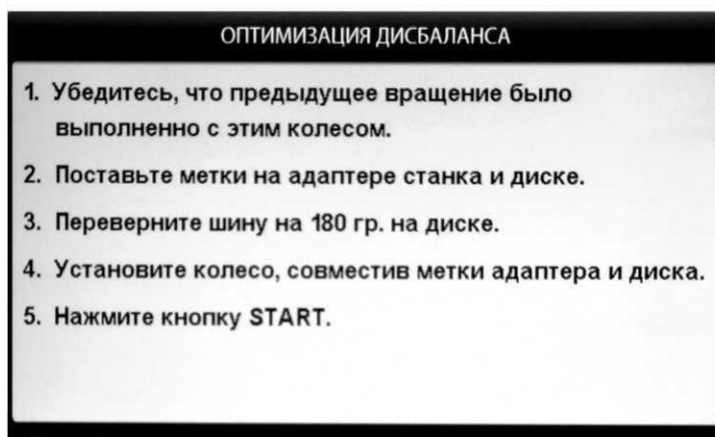 ОПТИМИЗАЦИЯ ДИСБАЛАНСА
1. Убедитесь, что предыдущее вращение было
выполненно с этим колесом.
2. Поставьте метки на адаптере станка и диске.
3. Переверните шину на 180 гр. на диске.
4. Установите колесо, совместив метки адаптера и диска.
5. Нажмите кнопку START.